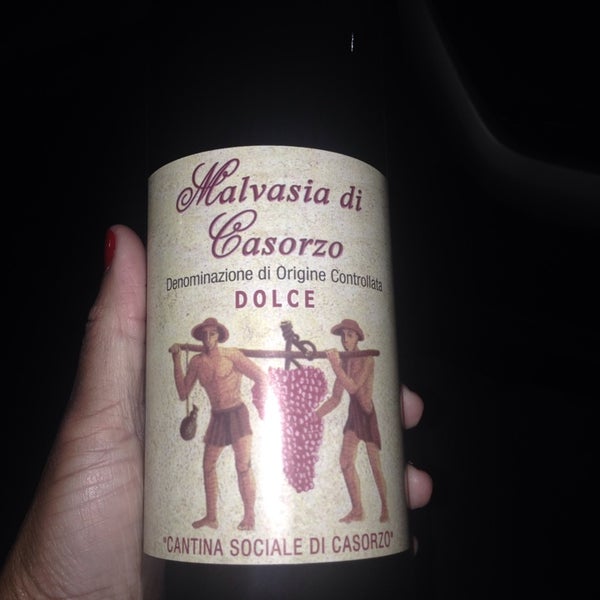 Malvasia di
Casorzo
Denominazione di Origine Controllata
DOLCE
"CANTINA SOCIALE DI CASORZO"